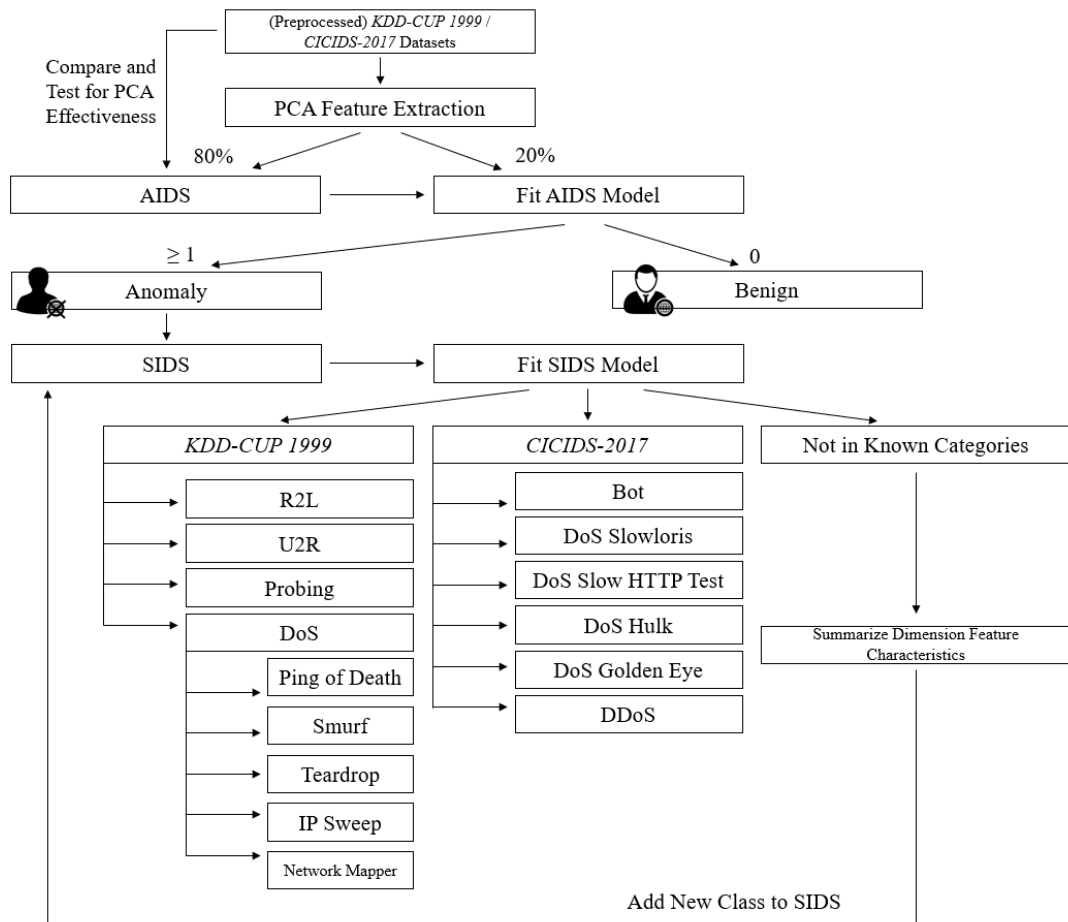 (Preprocessed) KDD-CUP 1999 /
CICIDS-2017 Datasets
Compare and
Test for PCA
Effectiveness
PCA Feature Extraction
80%
20%
AIDS
Fit AIDS Model
≥ 1
0
Anomaly
Benign
SIDS
Fit SIDS Model
KDD-CUP 1999
CICIDS-2017
Not in Known Categories
R2L
U2R
Probing
DoS
Ping of Death
Smurf
Teardrop
IP Sweep
Network Mapper
Bot
DoS Slowloris
DoS Slow HTTP Test
DoS Hulk
DoS Golden Eye
DDoS
Summarize Dimension Feature
Characteristics
Add New Class to SIDS